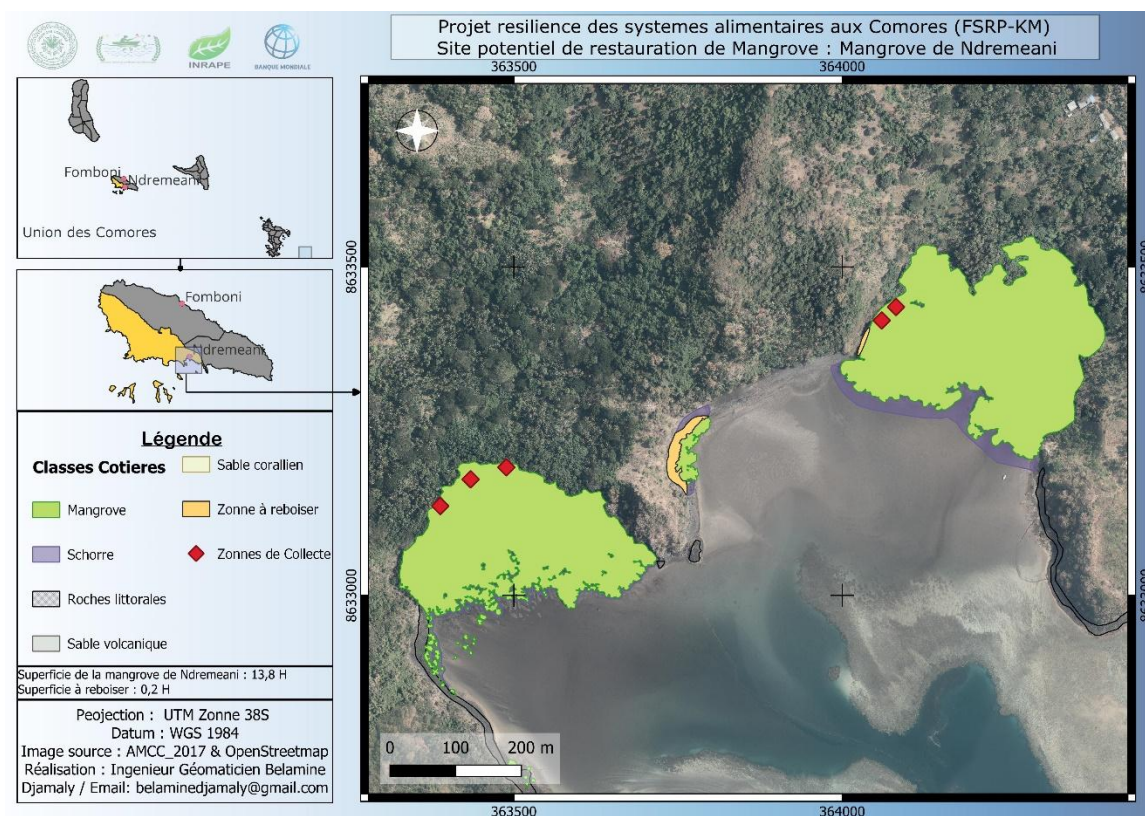 INRAPE
BANQUE MONDIALE
Projet resilience des systemes alimentaires aux Comores (FSRP-KM)
Site potentiel de restauration de Mangrove : Mangrove de Ndremeani
Fomboni
Ndremeani
Union des Comores
Fomboni
Ndremeani
Légende
Classes Cotieres
Mangrove
Schorre
Roches littorales
Sable volcanique
Sable corallien
Zonne à reboiser
Zonnes de Collecte
Superficie de la mangrove de Ndremeani : 13,8 H
Superficie à reboiser : 0,2 H
Peojection : UTM Zonne 38S
Datum : WGS 1984
Image source : AMCC_2017 & OpenStreetmap
Réalisation : Ingenieur Géomaticien Belamine
Djamaly / Email: belaminedjamaly@gmail.com
363500
364000
8633500
8633000
8633500
8633000
0 100 200 m
363500
364000